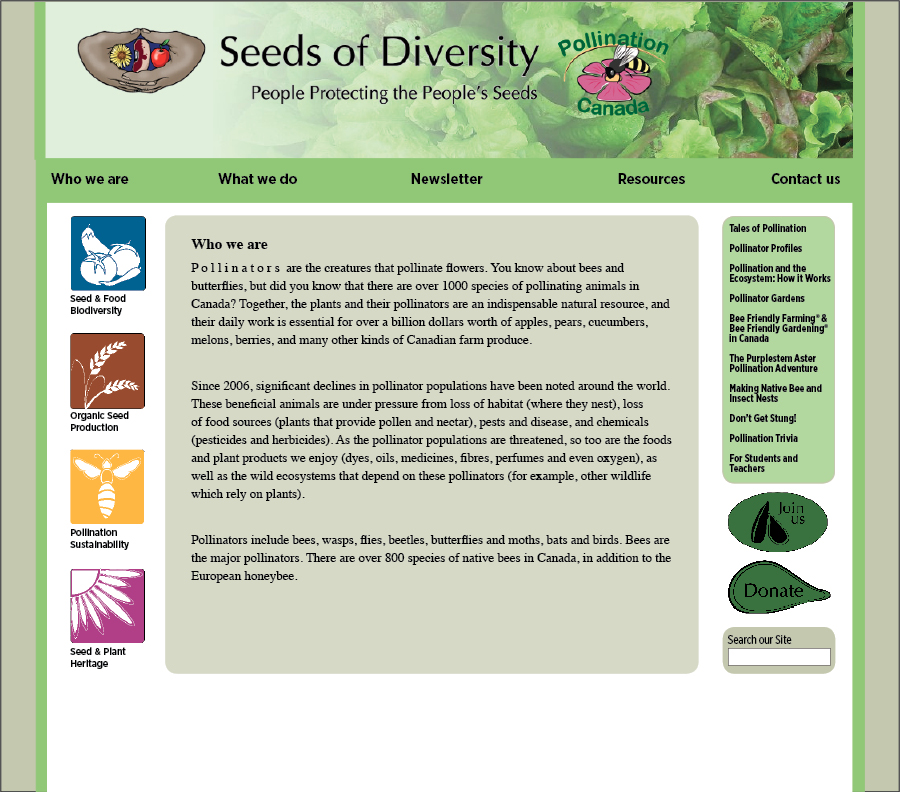 Seeds of Diversity
People Protecting the People's Seeds
Pollination
Canada
Who we are
What we do
Newsletter
Resources
Contact us
Seed & Food
Biodiversity
Organic Seed
Production
Pollination
Sustainability
Seed & Plant
Heritage
Who we are
Pollinators are the creatures that pollinate flowers. You know about bees and
butterflies, but did you know that there are over 1000 species of pollinating animals in
Canada? Together, the plants and their pollinators are an indispensable natural resource, and
their daily work is essential for over a billion dollars worth of apples, pears, cucumbers,
melons, berries, and many other kinds of Canadian farm produce.
Since 2006, significant declines in pollinator populations have been noted around the world.
These beneficial animals are under pressure from loss of habitat (where they nest), loss
of food sources (plants that provide pollen and nectar), pests and disease, and chemicals
(pesticides and herbicides). As the pollinator populations are threatened, so too are the foods
and plant products we enjoy (dyes, oils, medicines, fibres, perfumes and even oxygen), as
well as the wild ecosystems that depend on these pollinators (for example, other wildlife
which rely on plants).
Pollinators include bees, wasps, flies, beetles, butterflies and moths, bats and birds. Bees are
the major pollinators. There are over 800 species of native bees in Canada, in addition to the
European honeybee.
Tales of Pollination
Pollinator Profiles
Pollination and the
Ecosystem: How it Works
Pollinator Gardens
Bee Friendly Farming® &
Bee Friendly Gardening®
in Canada
The Purplestem Aster
Pollination Adventure
Making Native Bee and
Insect Nests
Don't Get Stung!
Pollination Trivia
For Students and
Teachers
Join
us
Donate
Search our Site